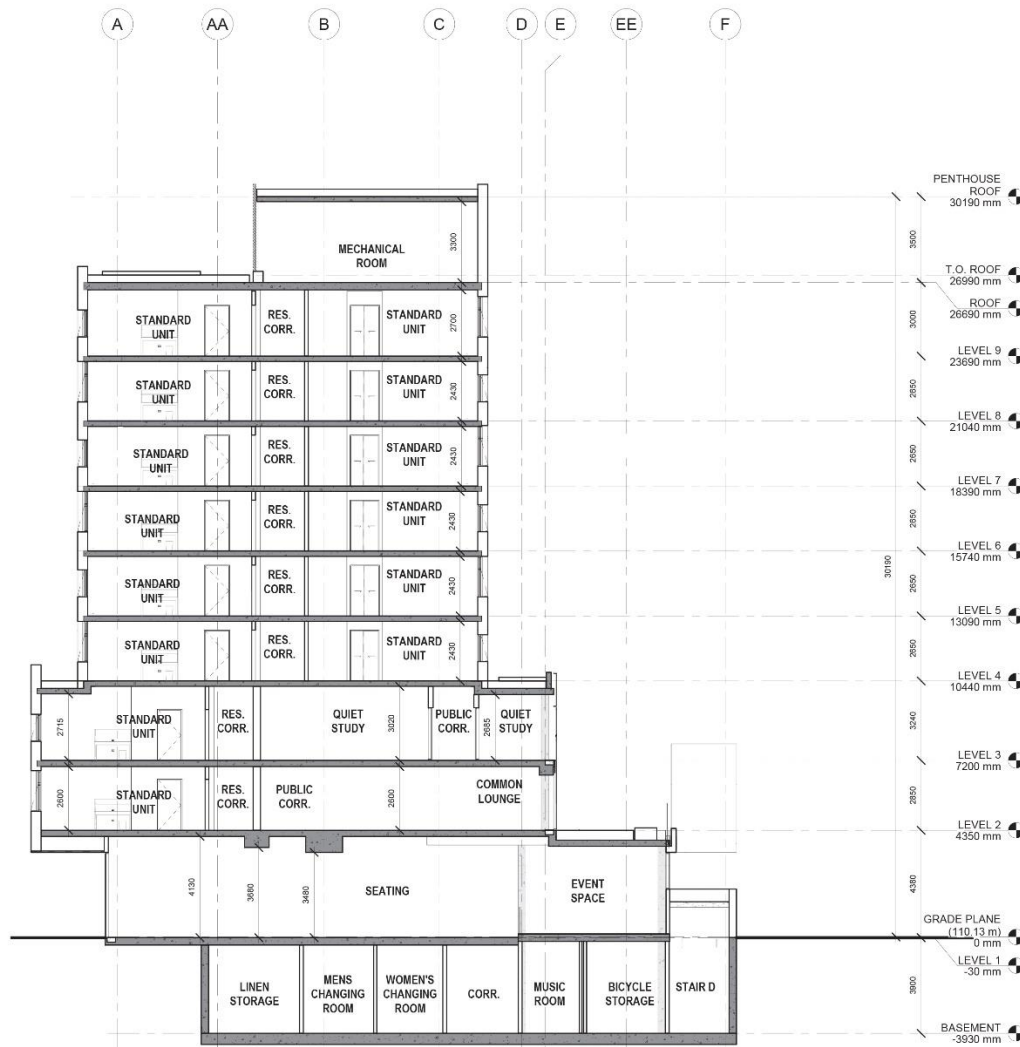 A AA B C D E EE F
PENTHOUSE
ROOF
30190 mm
3300
3500
MECHANICAL
ROOM
T.O. ROOF
26990 mm
ROOF
26690 mm
STANDARD
UNIT
RES.
CORR.
STANDARD
UNIT
2700
3000
LEVEL 9
23690 mm
STANDARD
UNIT
RES.
CORR.
STANDARD
UNIT
2430
2650
LEVEL 8
21040 mm
STANDARD
UNIT
RES.
CORR.
STANDARD
UNIT
2430
2650
LEVEL 7
18390 mm
STANDARD
UNIT
RES.
CORR.
STANDARD
UNIT
2430
2650
LEVEL 6
15740 mm
30190
STANDARD
UNIT
RES.
CORR.
STANDARD
UNIT
2430
2650
LEVEL 5
13090 mm
STANDARD
UNIT
RES.
CORR.
STANDARD
UNIT
2430
2650
LEVEL 4
10440 mm
2715
STANDARD
UNIT
RES.
CORR.
QUIET
STUDY
3020
PUBLIC
CORR.
2685
QUIET
STUDY
3240
LEVEL 3
7200 mm
2600
STANDARD
UNIT
RES.
CORR.
PUBLIC
CORR.
2600
COMMON
LOUNGE
2850
LEVEL 2
4350 mm
4130
3680
3480
SEATING
EVENT
SPACE
4380
GRADE PLANE
(110.13 m)
0 mm
LEVEL 1
-30 mm
LINEN
STORAGE
MENS
CHANGING
ROOM
WOMEN'S
CHANGING
ROOM
CORR.
MUSIC
ROOM
BICYCLE
STORAGE
STAIR D
3900
BASEMENT
-3930 mm